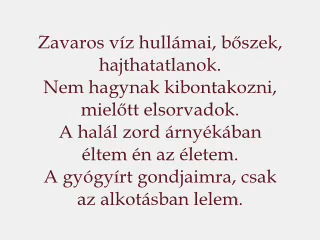 Zavaros víz hullámai, bőszek,
hajthatatlanok.
Nem hagynak kibontakozni,
mielőtt elsorvadok.
A halál zord árnyékában
éltem én az életem.
A gyógyírt gondjaimra, csak
az alkotásban lelem.